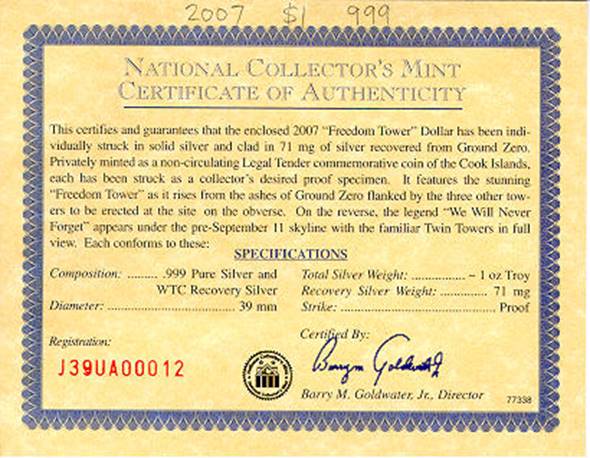 2007 $1 999
NATIONAL COLLECTOR'S MINT
CERTIFICATE OF AUTHENTICITY
This certifies and guarantees that the enclosed 2007 "Freedom Tower" Dollar has been indi-
vidually struck in solid silver and clad in 71 mg of silver recovered from Ground Zero.
Privately minted as a non-circulating Legal Tender commemorative coin of the Cook Islands,
each has been struck as a collector's desired proof specimen. It features the stunning
"Freedom Tower" as it rises from the ashes of Ground Zero flanked by the three other tow-
ers to be erected at the site on the obverse. On the reverse, the legend "We Will Never
Forget" appears under the pre-September 11 skyline with the familiar Twin Towers in full
view. Each conforms to these:
SPECIFICATIONS
Composition: ......... .999 Pure Silver and
WTC Recovery Silver
Diameter: ...................................... 39 mm
Total Silver Weight: ................ ~ 1 oz Troy
Recovery Silver Weight: ................ 71 mg
Strike: ............................................ Proof
Registration:
J39UA00012
Certified By:
Barry M. Goldwater, Jr., Director
77338